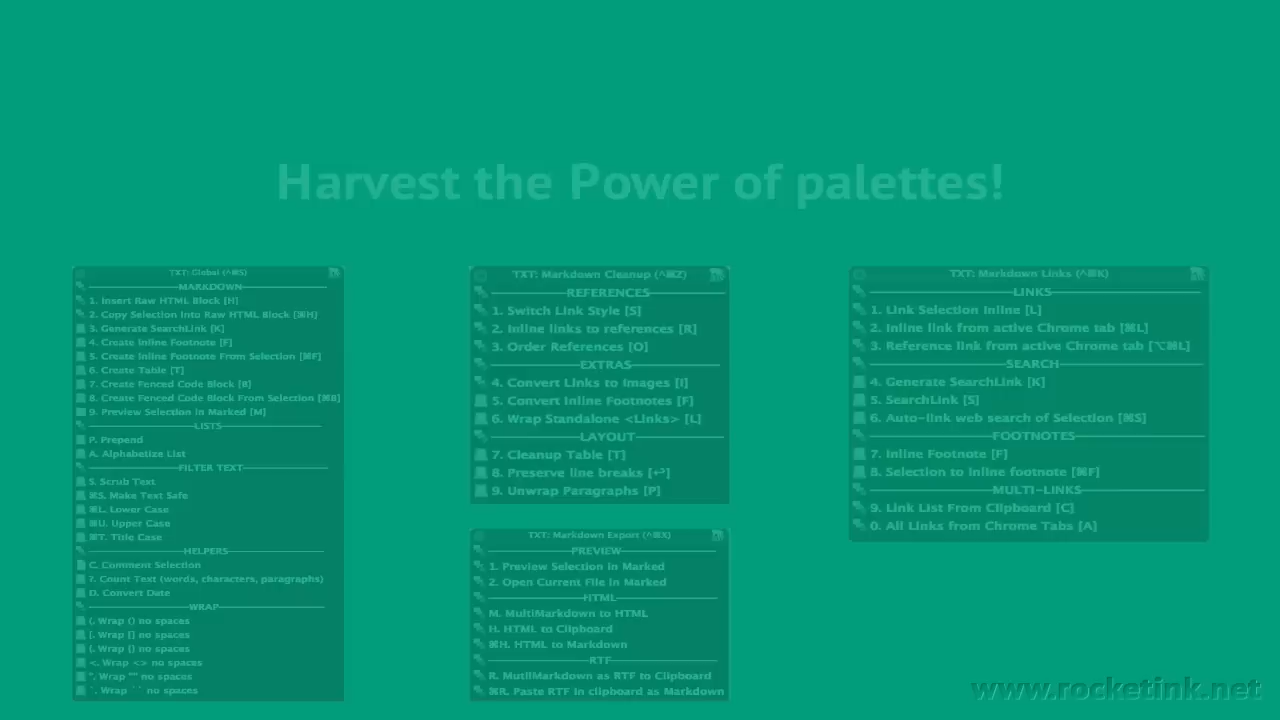 Harvest the Power of palettes!
TXT: Global (^⌘S)
MARKDOWN
1. Insert Raw HTML Block [H]
2. Copy Selection Into Raw HTML Block [⌘H]
3. Generate SearchLink [K]
4. Create Inline Footnote [F]
5. Create Inline Footnote From Selection [⌘F]
6. Create Table [T]
7. Create Fenced Code Block [B]
8. Create Fenced Code Block From Selection [⌘B]
9. Preview Selection in Marked [M]
LISTS
P. Prepend
A. Alphabetize List
FILTER TEXT
S. Scrub Text
⌘S. Make Text Safe
⌘L. Lower Case
⌘U. Upper Case
⌘T. Title Case
HELPERS
C. Comment Selection
?. Count Text (words, characters, paragraphs)
D. Convert Date
WRAP
(. Wrap () no spaces
[. Wrap [] no spaces
{. Wrap {} no spaces
<. Wrap <> no spaces
". Wrap "" no spaces
`. Wrap `` no spaces
TXT: Markdown Cleanup (^⌘Z)
REFERENCES
1. Switch Link Style [S]
2. Inline links to references [R]
3. Order References [O]
EXTRAS
4. Convert Links to Images [I]
5. Convert Inline Footnotes [F]
6. Wrap Standalone <Links> [L]
LAYOUT
7. Cleanup Table [T]
8. Preserve line breaks [↩]
9. Unwrap Paragraphs [P]
TXT: Markdown Export (^⌘X)
PREVIEW
1. Preview Selection in Marked
2. Open Current File in Marked
HTML
M. MultiMarkdown to HTML
H. HTML to Clipboard
⌘H. HTML to Markdown
RTF
R. MutilMarkdown as RTF to Clipboard
⌘R. Paste RTF in clipboard as Markdown
TXT: Markdown Links (^⌘K)
LINKS
1. Link Selection Inline [L]
2. Inline link from active Chrome tab [⌘L]
3. Reference link from active Chrome tab [⌥⌘L]
SEARCH
4. Generate SearchLink [K]
5. SearchLink [S]
6. Auto-link web search of Selection [⌘S]
FOOTNOTES
7. Inline Footnote [F]
8. Selection to Inline footnote [⌘F]
MULTI-LINKS
9. Link List From Clipboard [C]
0. All Links from Chrome Tabs [A]
www.rocketink.net